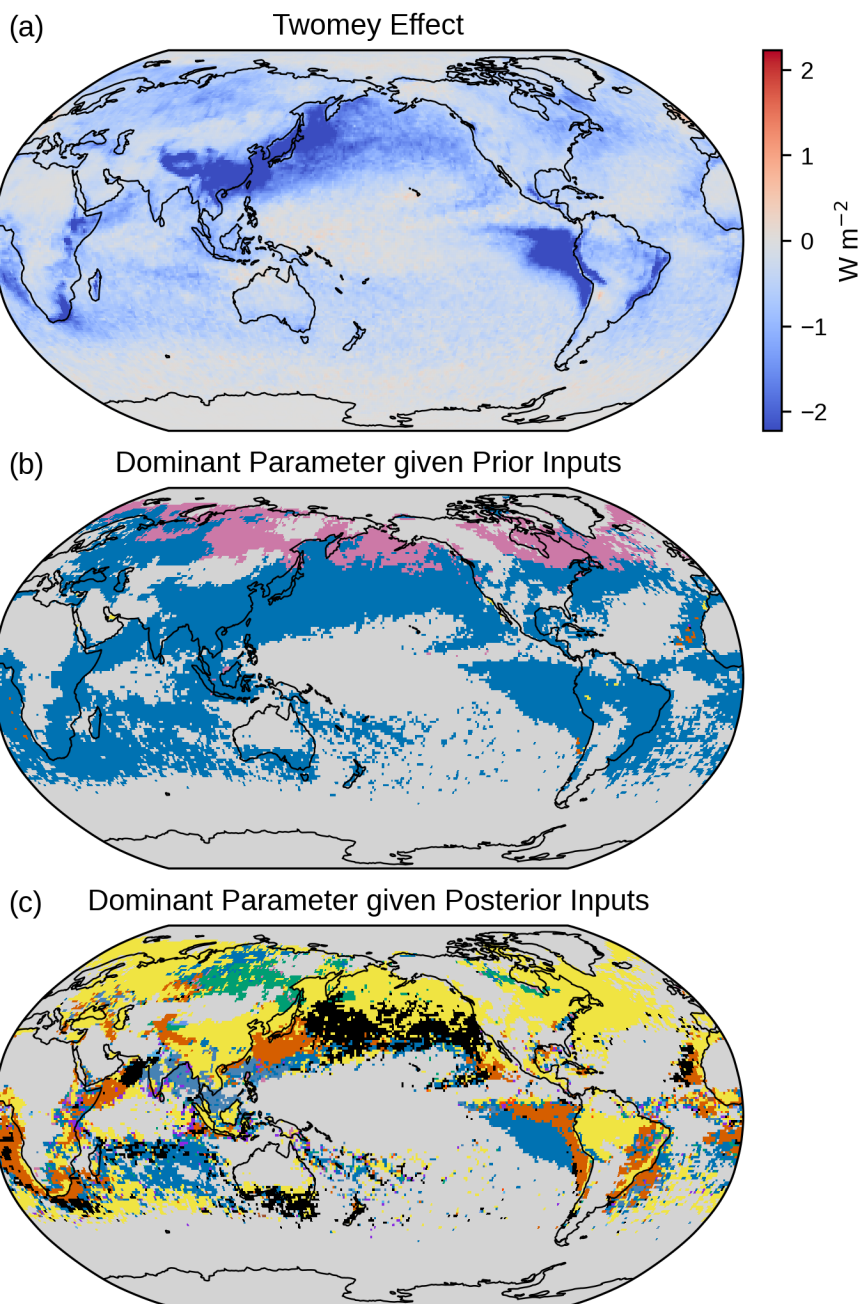 (a) Twomey Effect
2
1
0
−1
−2
W m⁻²
(b) Dominant Parameter given Prior Inputs
(c) Dominant Parameter given Posterior Inputs